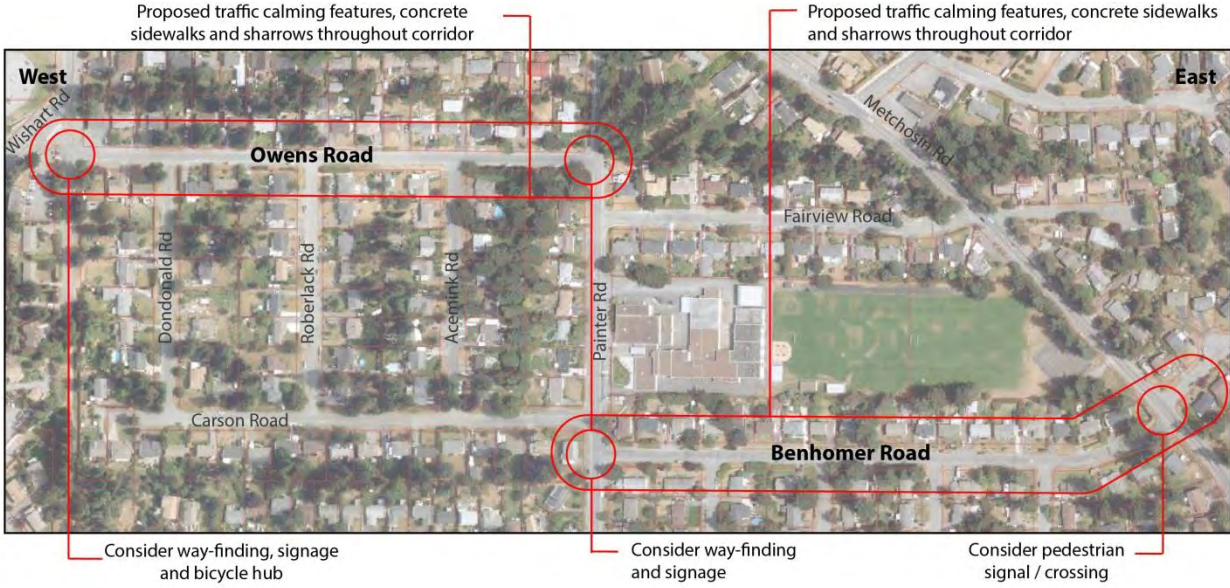 Proposed traffic calming features, concrete
sidewalks and sharrows throughout corridor
Proposed traffic calming features, concrete sidewalks
and sharrows throughout corridor
West
East
Wishart Rd
Metchosin Rd
Owens Road
Fairview Road
Dondonald Rd
Roberlack Rd
Acemink Rd
Painter Rd
Carson Road
Benhomer Road
Consider way-finding, signage
and bicycle hub
Consider way-finding
and signage
Consider pedestrian
signal / crossing